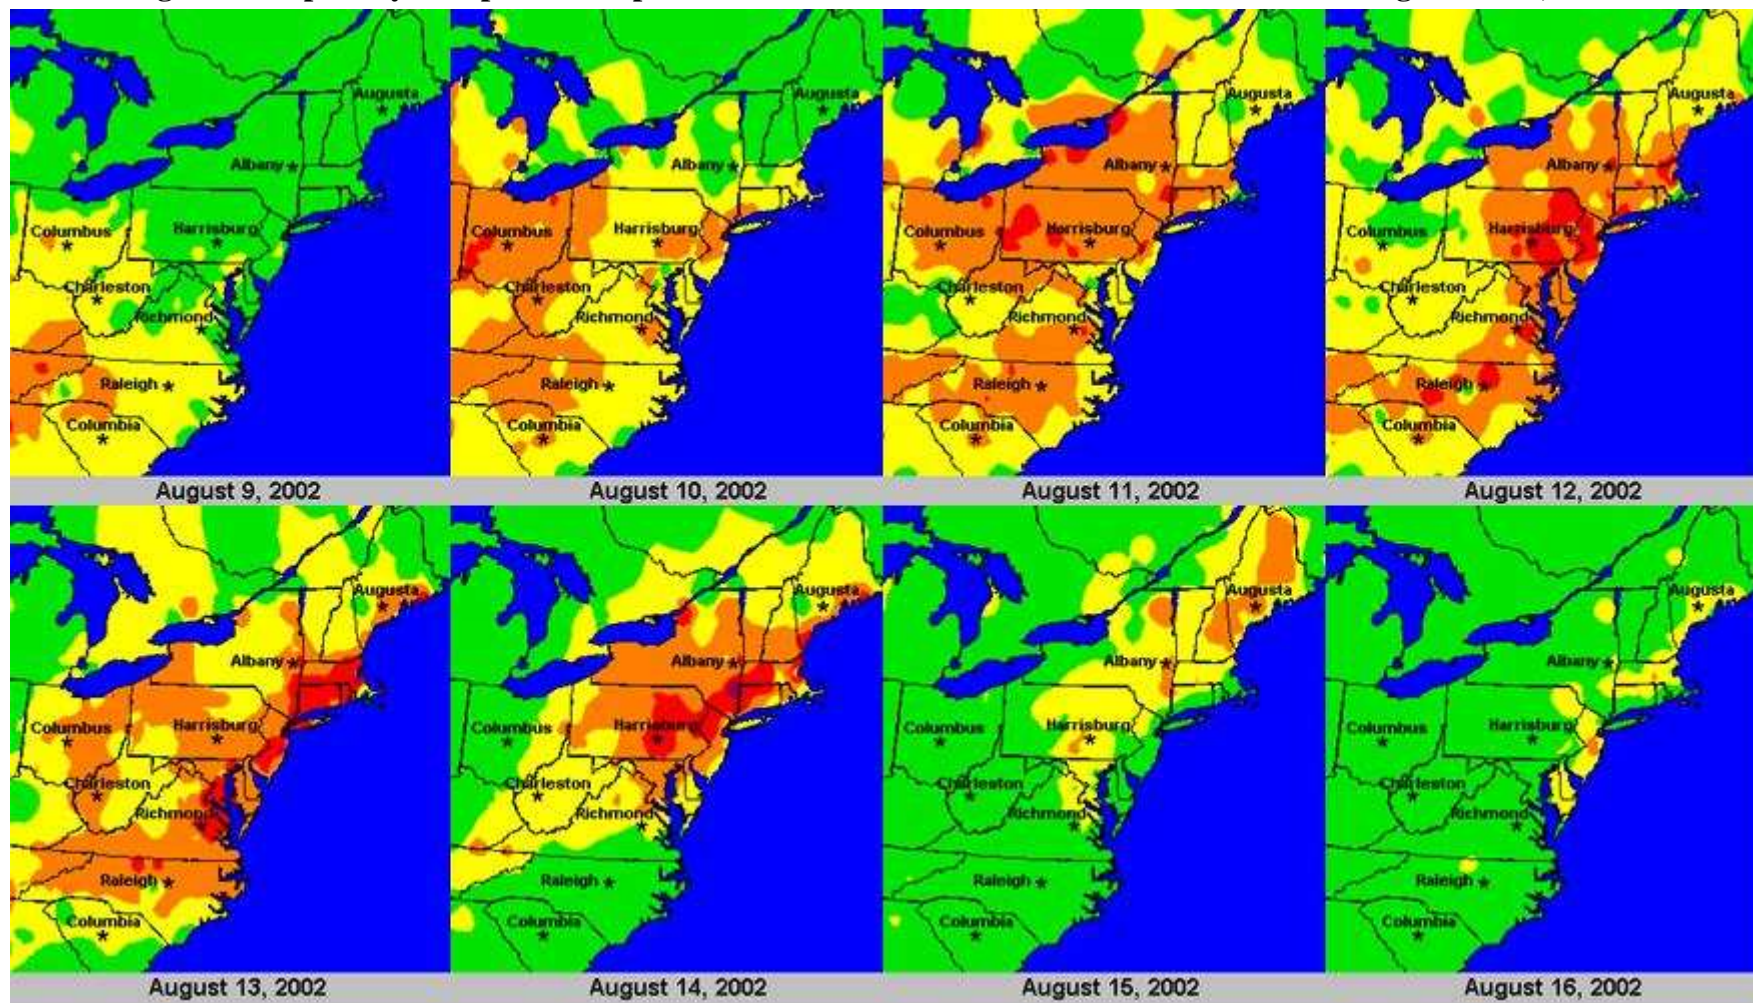 Augusta
Albany
Columbus
Harrisburg
Charleston
Richmond
Raleigh
Columbia
August 9, 2002
Augusta
Albany
Columbus
Harrisburg
Charleston
Richmond
Raleigh
Columbia
August 10, 2002
Augusta
Albany
Columbus
Harrisburg
Charleston
Richmond
Raleigh
Columbia
August 11, 2002
Augusta
Albany
Columbus
Harrisburg
Charleston
Richmond
Raleigh
Columbia
August 12, 2002
Augusta
Albany
Columbus
Harrisburg
Charleston
Richmond
Raleigh
Columbia
August 13, 2002
Augusta
Albany
Columbus
Harrisburg
Charleston
Richmond
Raleigh
Columbia
August 14, 2002
Augusta
Albany
Columbus
Harrisburg
Charleston
Richmond
Raleigh
Columbia
August 15, 2002
Augusta
Albany
Columbus
Harrisburg
Charleston
Richmond
Raleigh
Columbia
August 16, 2002